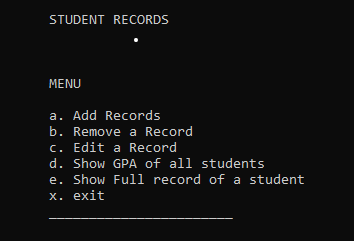 STUDENT RECORDS
MENU
a. Add Records
b. Remove a Record
c. Edit a Record
d. Show GPA of all students
e. Show Full record of a student
x. exit
_______________________